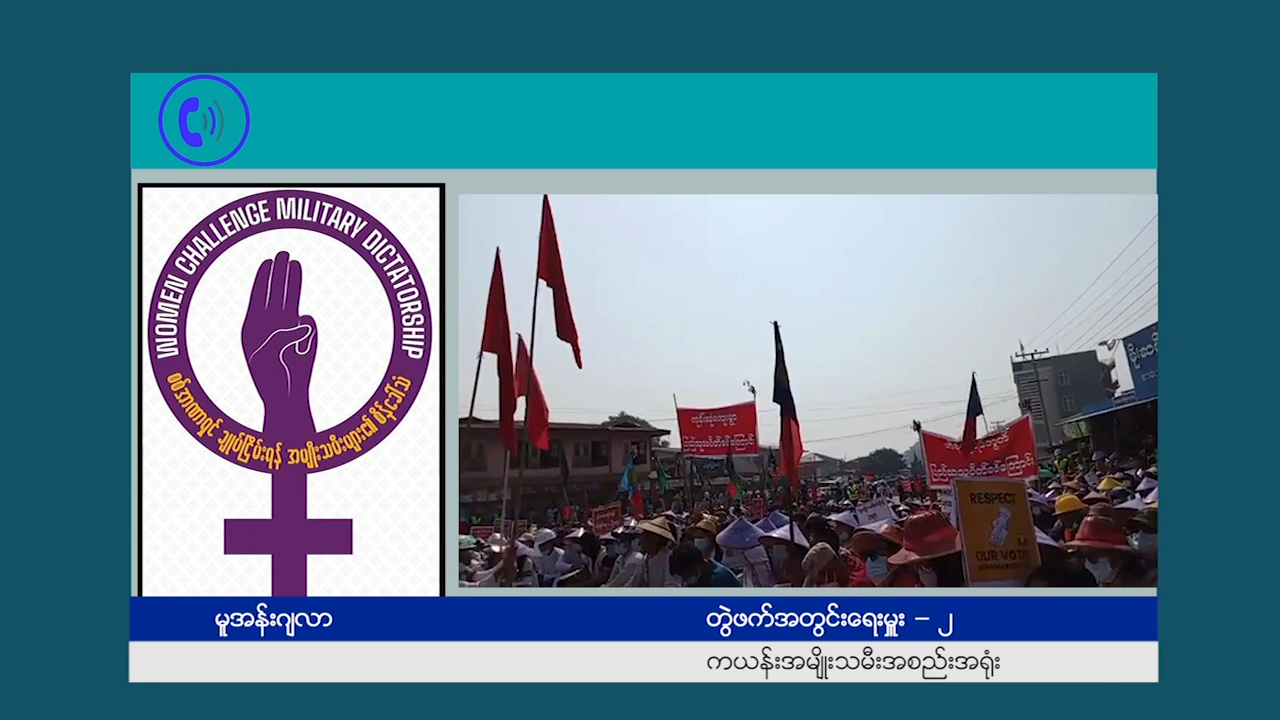 WOMEN CHALLENGE MILITARY DICTATORSHIP
စစ်အာဏာရှင် ချုပ်ငြိမ်းရန် အမျိုးသမီးများ၏ စိန်ခေါ်သံ
RESPECT
OUR VOTES
မူအန်းဂျလာ
တွဲဖက်အတွင်းရေးမှူး – ၂
ကယန်းအမျိုးသမီးအစည်းအရုံး